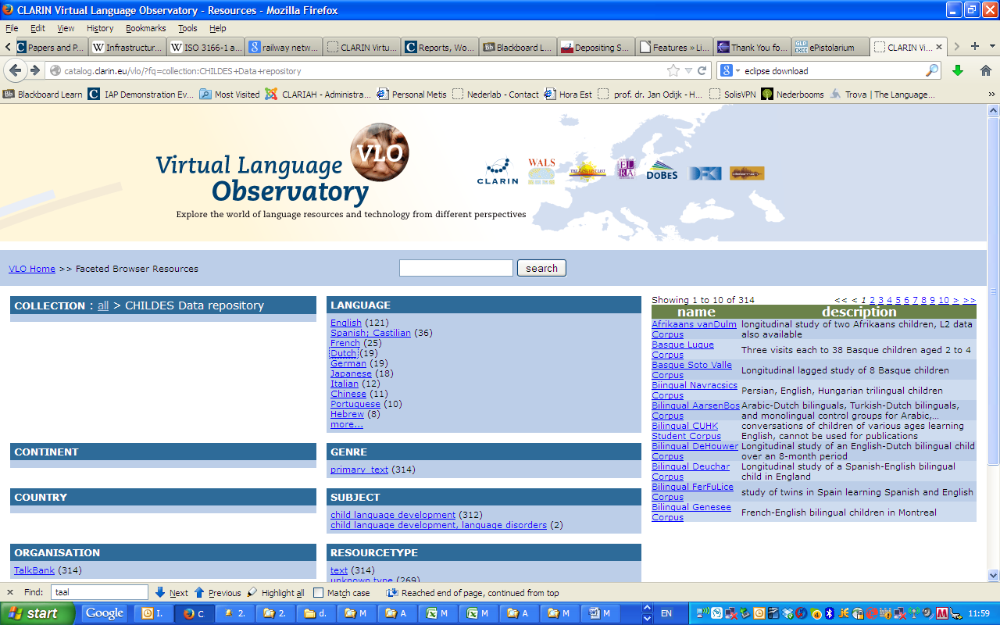 CLARIN Virtual Language Observatory - Resources - Mozilla Firefox
File Edit View History Bookmarks Tools Help
Papers and P... Infrastructur... ISO 3166-1 a... railway netw... CLARIN Virtu... Reports, Wo... Blackboard L... Depositing S... Features » Li... Thank You fo... ePistolarium CLARIN Vi...
catalog.clarin.eu/vlo/?fq=collection:CHILDES+Data+repository
eclipse download
Blackboard Learn IAP Demonstration Ev... Most Visited CLARIAH - Administra... Personal Metis Nederlab - Contact Hora Est prof. dr. Jan Odijk - H... SolisVPN Nederbooms Trova | The Language... »
Virtual Language VLO
Observatory
Explore the world of language resources and technology from different perspectives
CLARIN WALS THE LINGUIST LIST ELRA DOBES DFKI
VLO Home >> Faceted Browser Resources
search
COLLECTION : all > CHILDES Data repository
LANGUAGE
English (121)
Spanish; Castilian (36)
French (25)
Dutch (19)
German (19)
Japanese (18)
Italian (12)
Chinese (11)
Portuguese (10)
Hebrew (8)
more...
CONTINENT
GENRE
primary_text (314)
COUNTRY
SUBJECT
child language development (312)
child language development, language disorders (2)
ORGANISATION
TalkBank (314)
RESOURCETYPE
text (314)
unknown type (269)
Showing 1 to 10 of 314 << < 1 2 3 4 5 6 7 8 9 10 > >>
name description
Afrikaans vanDulm Corpus longitudinal study of two Afrikaans children, L2 data also available
Basque Luque Corpus Three visits each to 38 Basque children aged 2 to 4
Basque Soto Valle Corpus Longitudinal lagged study of 8 Basque children
Biingual Navracsics Corpus Persian, English, Hungarian trilingual children
Bilingual AarsenBos Corpus Arabic-Dutch bilinguals, Turkish-Dutch bilinguals, and monolingual control groups for Arabic,...
Bilingual CUHK Student Corpus conversations of children of various ages learning English, cannot be used for publications
Bilingual DeHouwer Corpus Longitudinal study of an English-Dutch bilingual child over an 8-month period
Bilingual Deuchar Corpus Longitudinal study of a Spanish-English bilingual child in England
Bilingual FerFuLice Corpus study of twins in Spain learning Spanish and English
Bilingual Genesee Corpus French-English bilingual children in Montreal
Find: taal Next Previous Highlight all Match case Reached end of page, continued from top
start Google I. C 2. 2. d. M A M M A M M EN 11:59